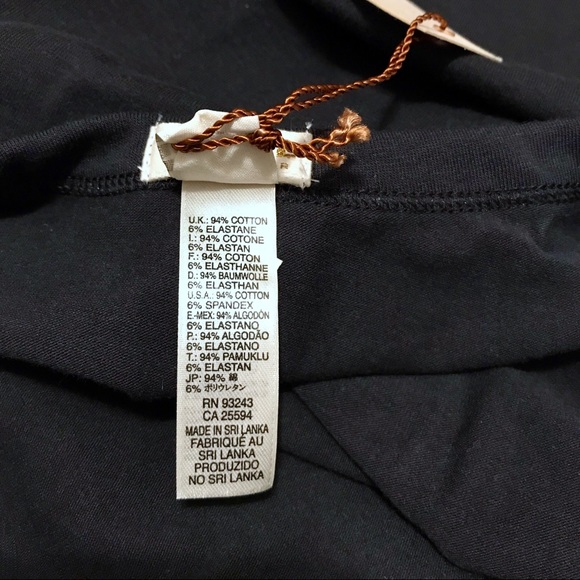 U.K.: 94% COTTON
6% ELASTANE
I.: 94% COTONE
6% ELASTAN
F.: 94% COTON
6% ELASTHANNE
D.: 94% BAUMWOLLE
6% ELASTHAN
U.S.A.: 94% COTTON
6% SPANDEX
E.-MEX: 94% ALGODÓN
6% ELASTANO
P.: 94% ALGODÃO
6% ELASTANO
T.: 94% PAMUKLU
6% ELASTAN
JP: 94% 綿
6% ポリウレタン
RN 93243
CA 25594
MADE IN SRI LANKA
FABRIQUÉ AU
SRI LANKA
PRODUZIDO
NO SRI LANKA